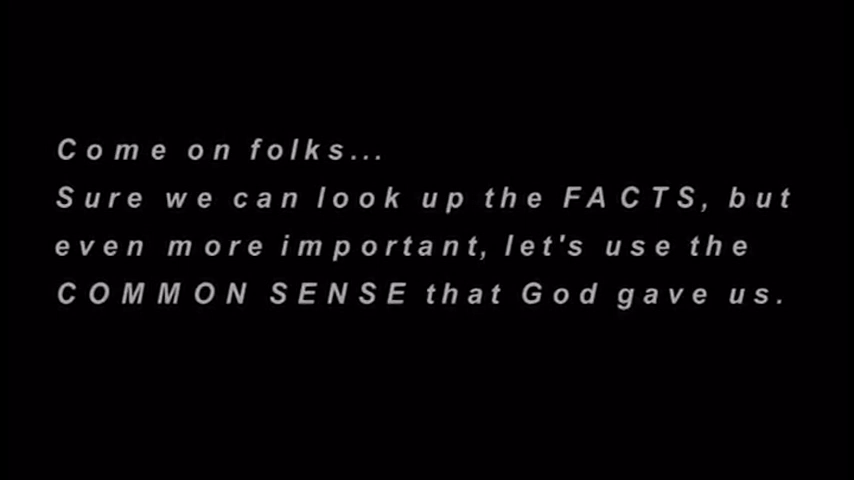 Come on folks...
Sure we can look up the FACTS, but
even more important, let's use the
COMMON SENSE that God gave us.